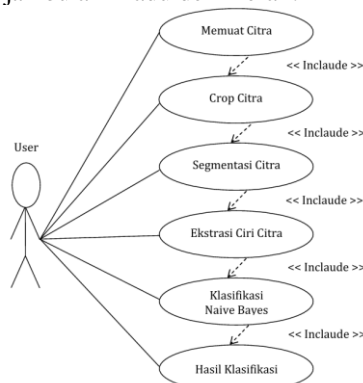 Memuat Citra
<< Inclaude >>
Crop Citra
<< Inclaude >>
User
Segmentasi Citra
<< Inclaude >>
Ekstrasi Ciri Citra
<< Inclaude >>
Klasifikasi
Naive Bayes
<< Inclaude >>
Hasil Klasifikasi